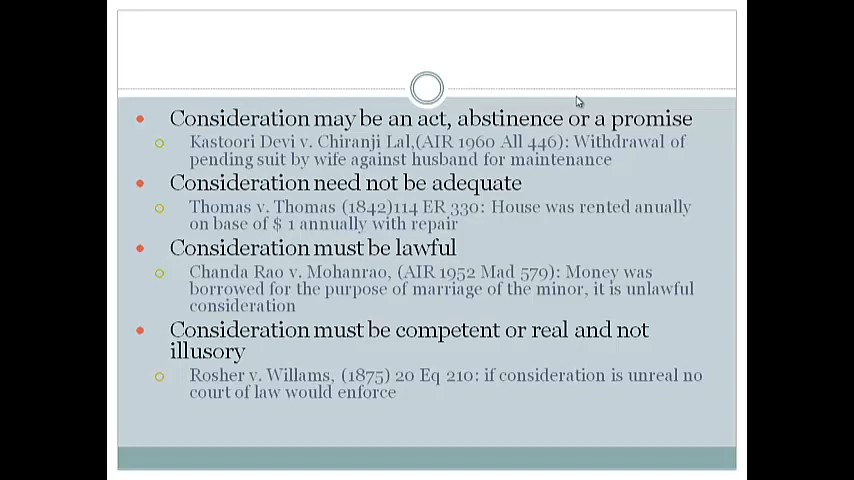 Consideration may be an act, abstinence or a promise
Kastoori Devi v. Chiranji Lal,(AIR 1960 All 446): Withdrawal of
pending suit by wife against husband for maintenance
Consideration need not be adequate
Thomas v. Thomas (1842)114 ER 330: House was rented anually
on base of $ 1 annually with repair
Consideration must be lawful
Chanda Rao v. Mohanrao, (AIR 1952 Mad 579): Money was
borrowed for the purpose of marriage of the minor, it is unlawful
consideration
Consideration must be competent or real and not
illusory
Rosher v. Willams, (1875) 20 Eq 210: if consideration is unreal no
court of law would enforce